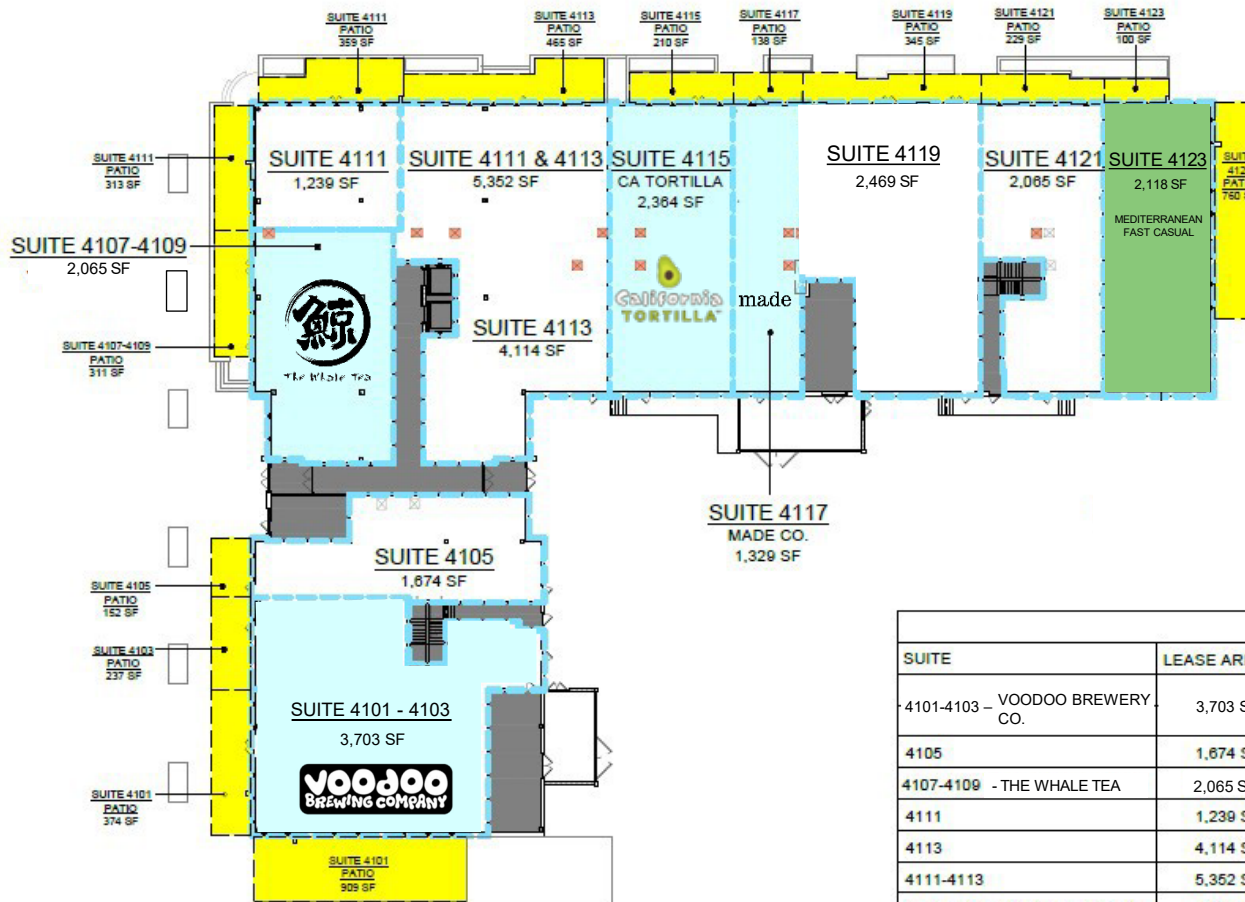 SUITE 4111
PATIO
359 SF
SUITE 4113
PATIO
465 SF
SUITE 4115
PATIO
210 SF
SUITE 4117
PATIO
138 SF
SUITE 4119
PATIO
345 SF
SUITE 4121
PATIO
229 SF
SUITE 4123
PATIO
100 SF
SUITE 4111
PATIO
313 SF
SUITE 4111
1,239 SF
SUITE 4111 & 4113
5,352 SF
SUITE 4115
CA TORTILLA
2,364 SF
SUITE 4119
2,469 SF
SUITE 4121
2,065 SF
SUITE 4123
2,118 SF
MEDITERRANEAN
FAST CASUAL
760
SUITE 4107-4109
2,065 SF
鯨
The Whale Tea
California
TORTILLA
made
SUITE 4113
4,114 SF
SUITE 4107-4109
PATIO
311 SF
SUITE 4117
MADE CO.
1,329 SF
SUITE 4105
1,674 SF
SUITE 4105
PATIO
152 SF
SUITE 4103
PATIO
237 SF
SUITE 4101 - 4103
3,703 SF
VOODOO
BREWING COMPANY
SUITE 4101
PATIO
374 SF
SUITE 4101
PATIO
909 SF
SUITE LEASE
4101-4103 – VOODOO BREWERY CO. 3,703
4105 1,674
4107-4109 - THE WHALE TEA 2,065
4111 1,239
4113 4,114
4111-4113 5,352